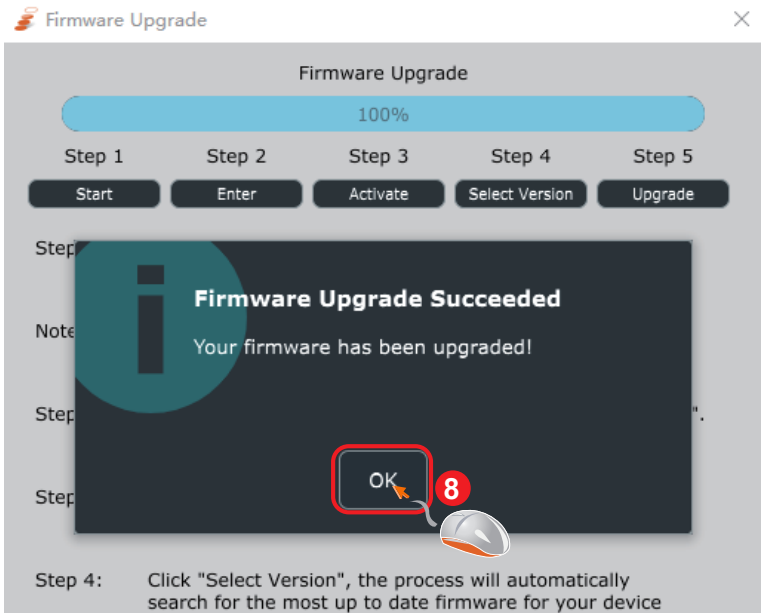 Firmware Upgrade
Firmware Upgrade
100%
Step 1 Step 2 Step 3 Step 4 Step 5
Start Enter Activate Select Version Upgrade
Step
Firmware Upgrade Succeeded
Note
Your firmware has been upgraded!
Step ".
OK 8
Step
Step 4: Click "Select Version", the process will automatically
search for the most up to date firmware for your device